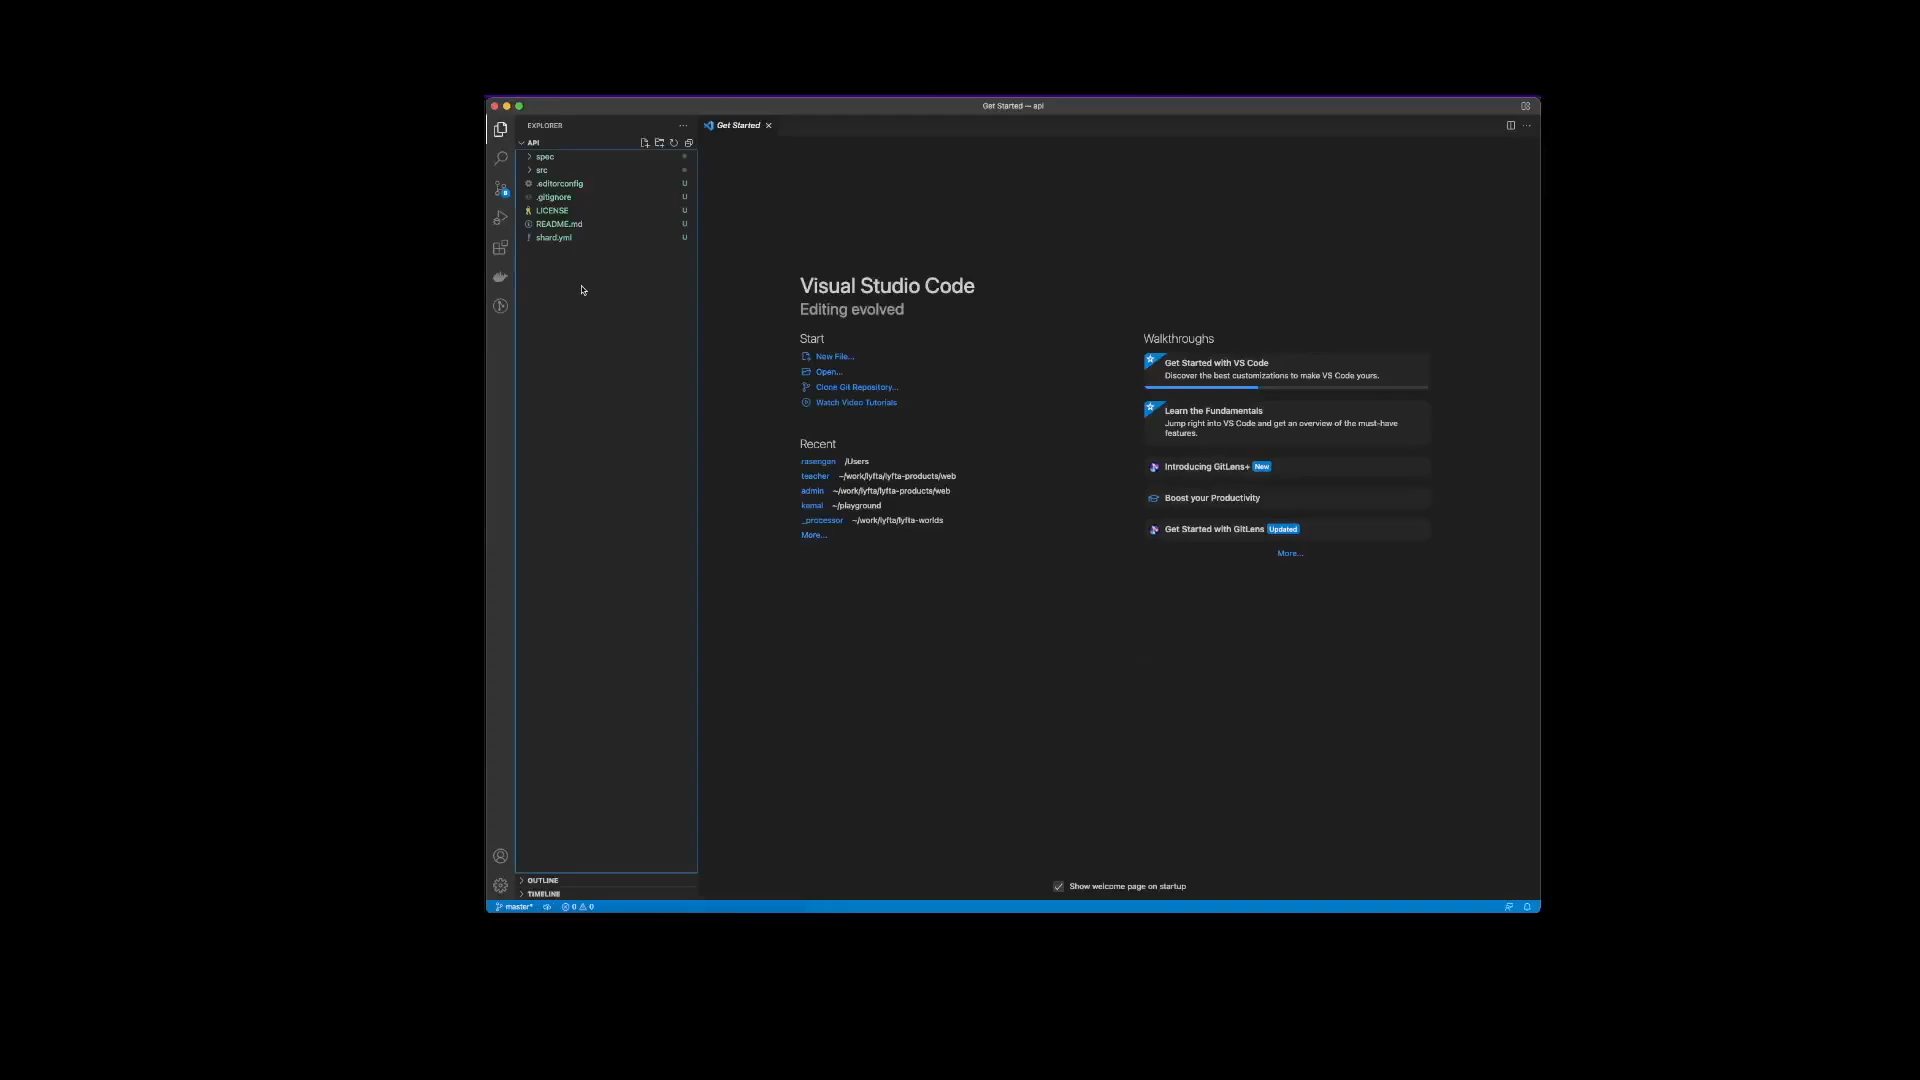 Get Started — api
EXPLORER
Get Started
API
spec
src
.editorconfig U
.gitignore U
LICENSE U
README.md U
shard.yml U
Visual Studio Code
Editing evolved
Start
New File...
Open...
Clone Git Repository...
Watch Video Tutorials
Recent
rasengan /Users
teacher ~/work/lyfta/lyfta-products/web
admin ~/work/lyfta/lyfta-products/web
kemal ~/playground
_processor ~/work/lyfta/lyfta-worlds
More...
Walkthroughs
Get Started with VS Code
Discover the best customizations to make VS Code yours.
Learn the Fundamentals
Jump right into VS Code and get an overview of the must-have
features.
Introducing GitLens+ New
Boost your Productivity
Get Started with GitLens Updated
More...
OUTLINE
TIMELINE
Show welcome page on startup
master* 0 0